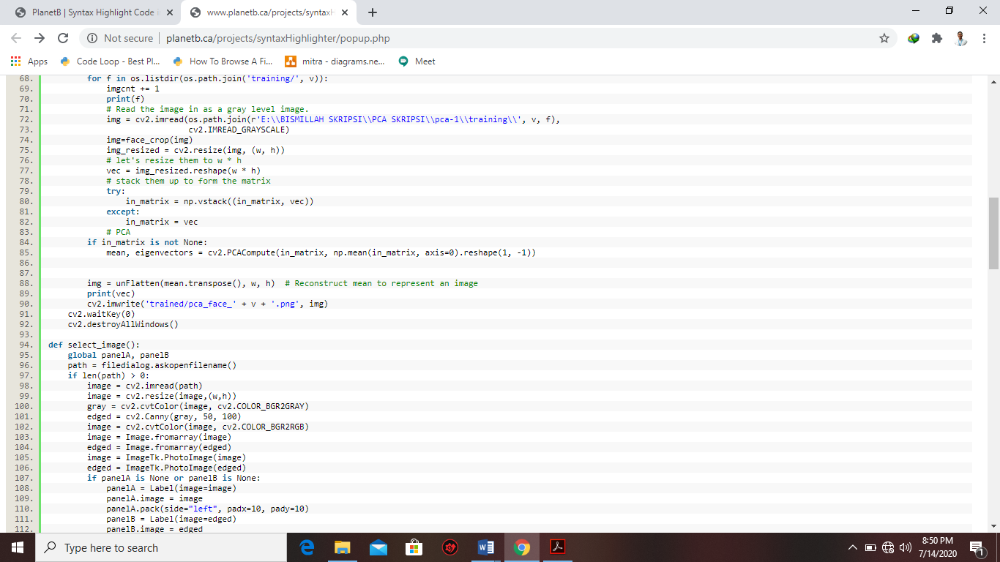 PlanetB | Syntax Highlight Code in
www.planetb.ca/projects/syntaxH
Not secure | planetb.ca/projects/syntaxHighlighter/popup.php
Apps Code Loop - Best Pl... How To Browse A Fi... mitra - diagrams.ne... Meet
68. for f in os.listdir(os.path.join('training/', v)):
69. imgcnt += 1
70. print(f)
71. # Read the image in as a gray level image.
72. img = cv2.imread(os.path.join(r'E:\\BISMILLAH SKRIPSI\\PCA SKRIPSI\\pca-1\\training\\', v, f),
73. cv2.IMREAD_GRAYSCALE)
74. img=face_crop(img)
75. img_resized = cv2.resize(img, (w, h))
76. # let's resize them to w * h
77. vec = img_resized.reshape(w * h)
78. # stack them up to form the matrix
79. try:
80. in_matrix = np.vstack((in_matrix, vec))
81. except:
82. in_matrix = vec
83. # PCA
84. if in_matrix is not None:
85. mean, eigenvectors = cv2.PCACompute(in_matrix, np.mean(in_matrix, axis=0).reshape(1, -1))
86.
87.
88. img = unFlatten(mean.transpose(), w, h)  # Reconstruct mean to represent an image
89. print(vec)
90. cv2.imwrite('trained/pca_face_' + v + '.png', img)
91. cv2.waitKey(0)
92. cv2.destroyAllWindows()
93.
94. def select_image():
95. global panelA, panelB
96. path = filedialog.askopenfilename()
97. if len(path) > 0:
98. image = cv2.imread(path)
99. image = cv2.resize(image,(w,h))
100. gray = cv2.cvtColor(image, cv2.COLOR_BGR2GRAY)
101. edged = cv2.Canny(gray, 50, 100)
102. image = cv2.cvtColor(image, cv2.COLOR_BGR2RGB)
103. image = Image.fromarray(image)
104. edged = Image.fromarray(edged)
105. image = ImageTk.PhotoImage(image)
106. edged = ImageTk.PhotoImage(edged)
107. if panelA is None or panelB is None:
108. panelA = Label(image=image)
109. panelA.image = image
110. panelA.pack(side="left", padx=10, pady=10)
111. panelB = Label(image=edged)
112. panelB.image = edged
Type here to search
8:50 PM
7/14/2020
1